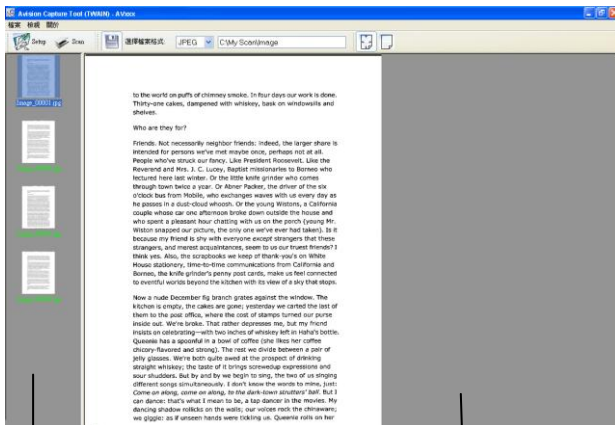 Avision Capture Tool (TWAIN) - AVxxx
檔案 檢視 關於
Setup Scan 選擇檔案格式: JPEG C:\My Scan\Image
Image_00001.jpg
to the world on puffs of chimney smoke. In four days our work is done.
Thirty-one cakes, dampened with whiskey, bask on windowsills and
shelves.
Who are they for?
Friends. Not necessarily neighbor friends: indeed, the larger share is
intended for persons we've met maybe once, perhaps not at all.
People who've struck our fancy. Like President Roosevelt. Like the
Reverend and Mrs. J. C. Lucey, Baptist missionaries to Borneo who
lectured here last winter. Or the little knife grinder who comes
through town twice a year. Or Abner Packer, the driver of the six
o'clock bus from Mobile, who exchanges waves with us every day as
he passes in a dust-cloud whoosh. Or the young Wistons, a California
couple whose car one afternoon broke down outside the house and
who spent a pleasant hour chatting with us on the porch (young Mr.
Wiston snapped our picture, the only one we've ever had taken). Is it
because my friend is shy with everyone except strangers that these
strangers, and merest acquaintances, seem to us our truest friends? I
think yes. Also, the scrapbooks we keep of thank-you's on White
House stationery, time-to-time communications from California and
Borneo, the knife grinder's penny post cards, make us feel connected
to eventful worlds beyond the kitchen with its view of a sky that stops.
Now a nude December fig branch grates against the window. The
kitchen is empty, the cakes are gone; yesterday we carted the last of
them to the post office, where the cost of stamps turned our purse
inside out. We're broke. That rather depresses me, but my friend
insists on celebrating—with two inches of whiskey left in Haha's bottle.
Queenie has a spoonful in a bowl of coffee (she likes her coffee
chicory-flavored and strong). The rest we divide between a pair of
jelly glasses. We're both quite awed at the prospect of drinking
straight whiskey; the taste of it brings screwedup expressions and
sour shudders. But by and by we begin to sing, the two of us singing
different songs simultaneously. I don't know the words to mine, just:
Come on along, come on along, to the dark-town strutters' ball. But I
can dance: that's what I mean to be, a tap dancer in the movies. My
dancing shadow rollicks on the walls; our voices rock the chinaware;
we giggle: as if unseen hands were tickling us. Queenie rolls on her